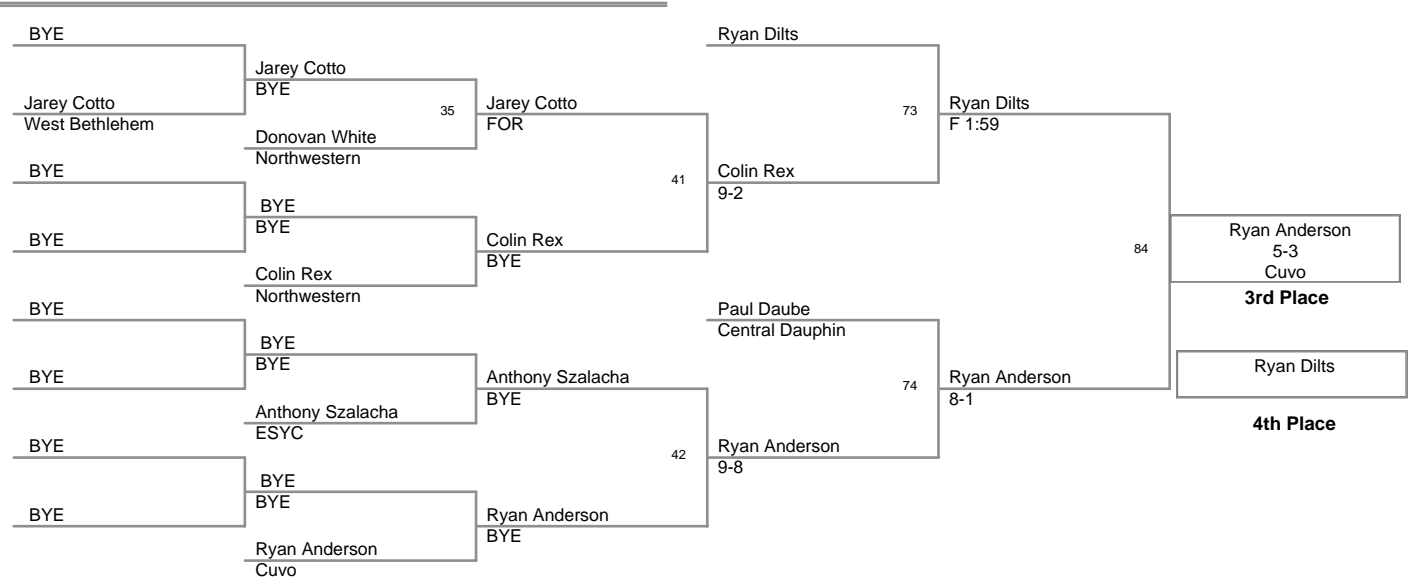 BYE
Jarey Cotto
West Bethlehem
BYE
BYE
BYE
BYE
BYE
BYE
Jarey Cotto
BYE
Donovan White
Northwestern
BYE
BYE
Colin Rex
Northwestern
BYE
BYE
Anthony Szalacha
ESYC
BYE
BYE
Ryan Anderson
Cuvo
35
Jarey Cotto
FOR
Colin Rex
BYE
Anthony Szalacha
BYE
Ryan Anderson
BYE
41
42
Ryan Dilts
Colin Rex
9-2
Paul Daube
Central Dauphin
Ryan Anderson
9-8
73
74
Ryan Dilts
F 1:59
Ryan Anderson
8-1
84
Ryan Anderson
5-3
Cuvo
3rd Place
Ryan Dilts
4th Place